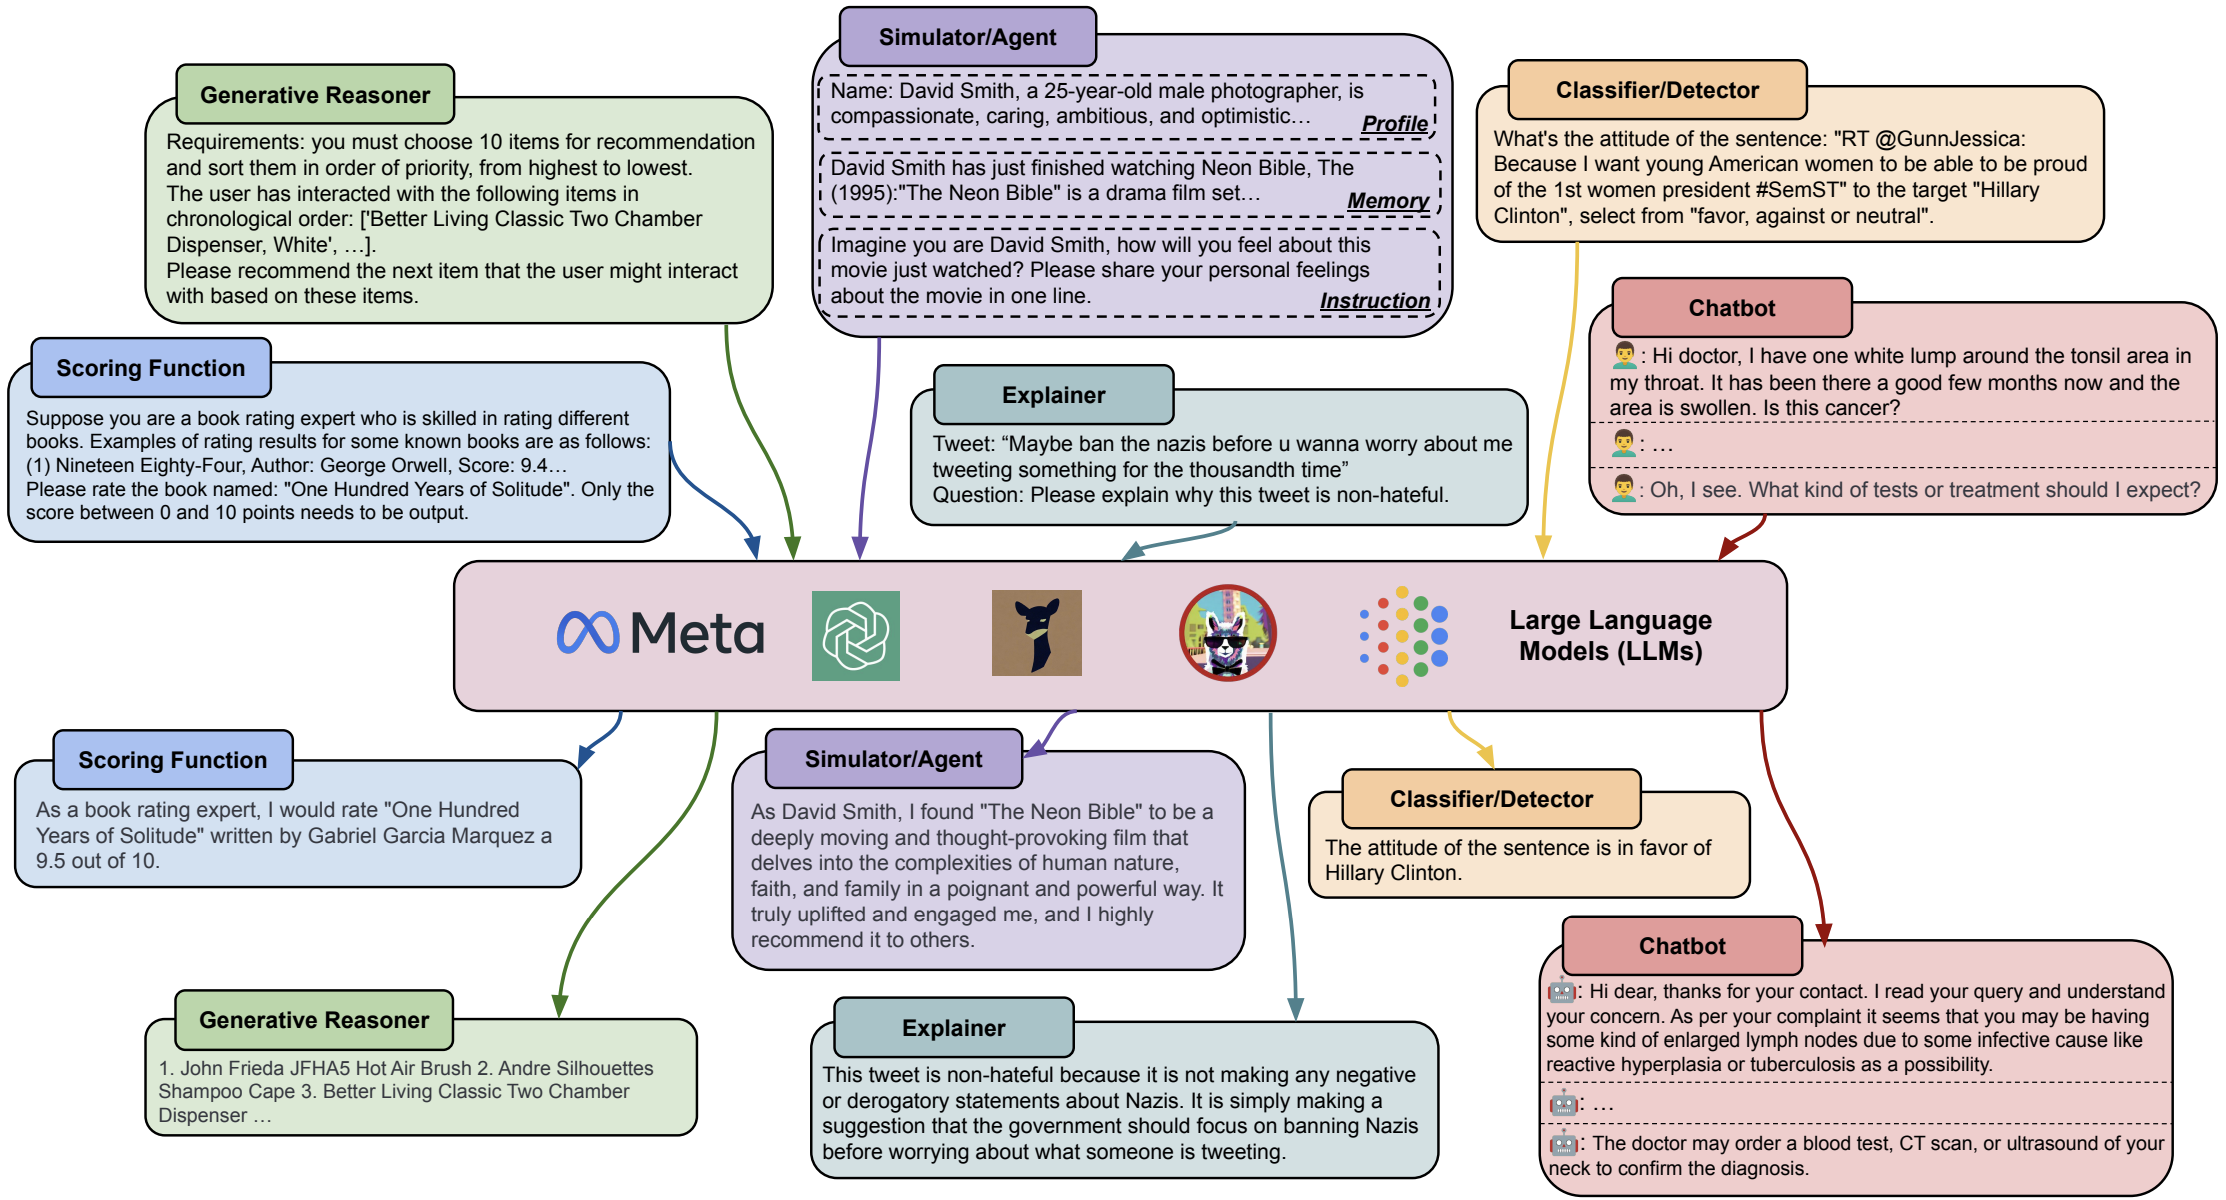 Simulator/Agent
Name: David Smith, a 25-year-old male photographer, is
compassionate, caring, ambitious, and optimistic…
Profile
David Smith has just finished watching Neon Bible, The
(1995):"The Neon Bible" is a drama film set…
Memory
Imagine you are David Smith, how will you feel about this
movie just watched? Please share your personal feelings
about the movie in one line.
Instruction
Generative Reasoner
Requirements: you must choose 10 items for recommendation
and sort them in order of priority, from highest to lowest.
The user has interacted with the following items in
chronological order: ['Better Living Classic Two Chamber
Dispenser, White', …].
Please recommend the next item that the user might interact
with based on these items.
Classifier/Detector
What's the attitude of the sentence: "RT @GunnJessica:
Because I want young American women to be able to be proud
of the 1st women president #SemST" to the target "Hillary
Clinton", select from "favor, against or neutral".
Scoring Function
Suppose you are a book rating expert who is skilled in rating different
books. Examples of rating results for some known books are as follows:
(1) Nineteen Eighty-Four, Author: George Orwell, Score: 9.4…
Please rate the book named: "One Hundred Years of Solitude". Only the
score between 0 and 10 points needs to be output.
Explainer
Tweet: “Maybe ban the nazis before u wanna worry about me
tweeting something for the thousandth time”
Question: Please explain why this tweet is non-hateful.
Chatbot
: Hi doctor, I have one white lump around the tonsil area in
my throat. It has been there a good few months now and the
area is swollen. Is this cancer?
: …
: Oh, I see. What kind of tests or treatment should I expect?
Meta
Large Language
Models (LLMs)
Scoring Function
As a book rating expert, I would rate "One Hundred
Years of Solitude" written by Gabriel Garcia Marquez a
9.5 out of 10.
Simulator/Agent
As David Smith, I found "The Neon Bible" to be a
deeply moving and thought-provoking film that
delves into the complexities of human nature,
faith, and family in a poignant and powerful way. It
truly uplifted and engaged me, and I highly
recommend it to others.
Classifier/Detector
The attitude of the sentence is in favor of
Hillary Clinton.
Generative Reasoner
1. John Frieda JFHA5 Hot Air Brush 2. Andre Silhouettes
Shampoo Cape 3. Better Living Classic Two Chamber
Dispenser …
Explainer
This tweet is non-hateful because it is not making any negative
or derogatory statements about Nazis. It is simply making a
suggestion that the government should focus on banning Nazis
before worrying about what someone is tweeting.
Chatbot
: Hi dear, thanks for your contact. I read your query and understand
your concern. As per your complaint it seems that you may be having
some kind of enlarged lymph nodes due to some infective cause like
reactive hyperplasia or tuberculosis as a possibility.
: …
: The doctor may order a blood test, CT scan, or ultrasound of your
neck to confirm the diagnosis.